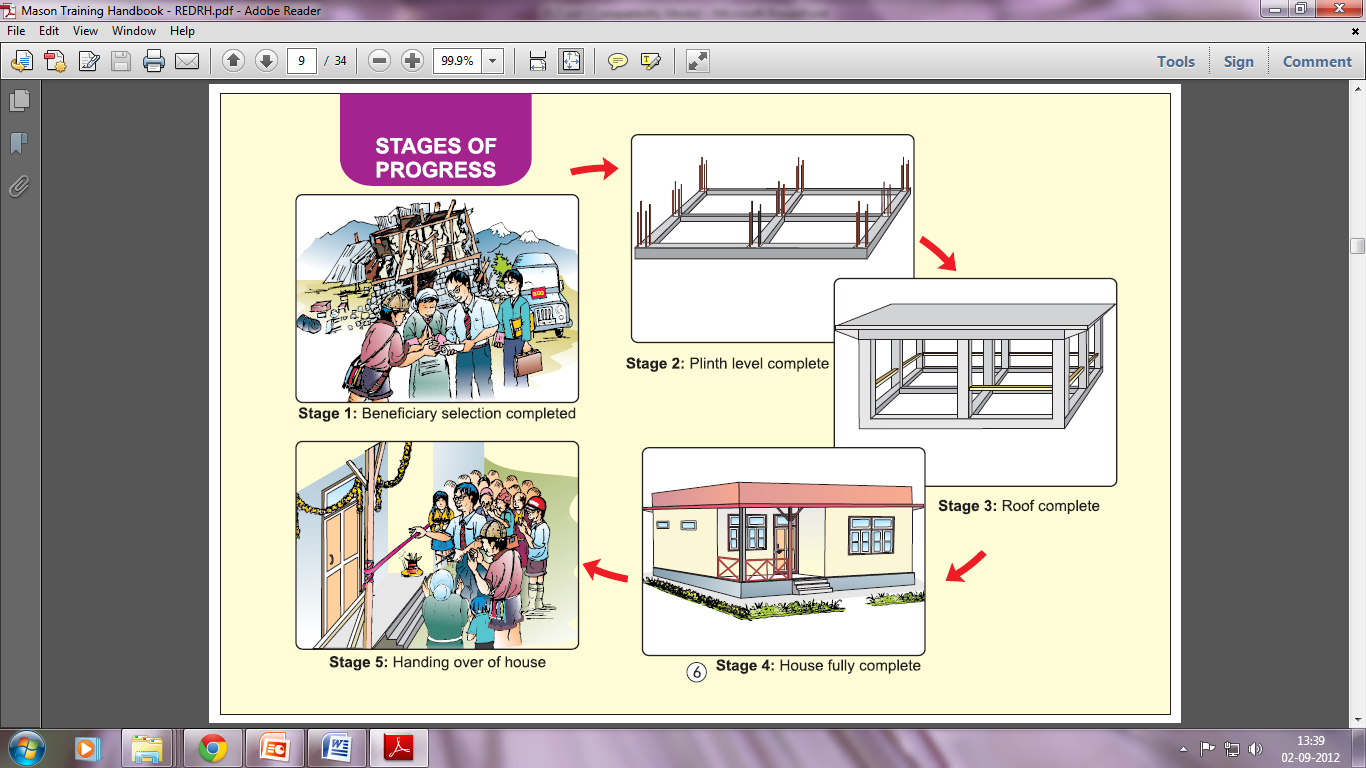 Mason Training Handbook - REDRH.pdf - Adobe Reader
File Edit View Window Help
9 / 34 99.9% Tools Sign Comment
STAGES OF
PROGRESS
Stage 1: Beneficiary selection completed
Stage 2: Plinth level complete
Stage 3: Roof complete
Stage 4: House fully complete
Stage 5: Handing over of house
6
13:39
02-09-2012